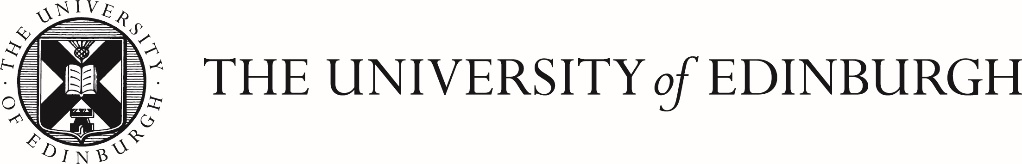 THE UNIVERSITY
· OF EDINBURGH ·
THE UNIVERSITY of EDINBURGH